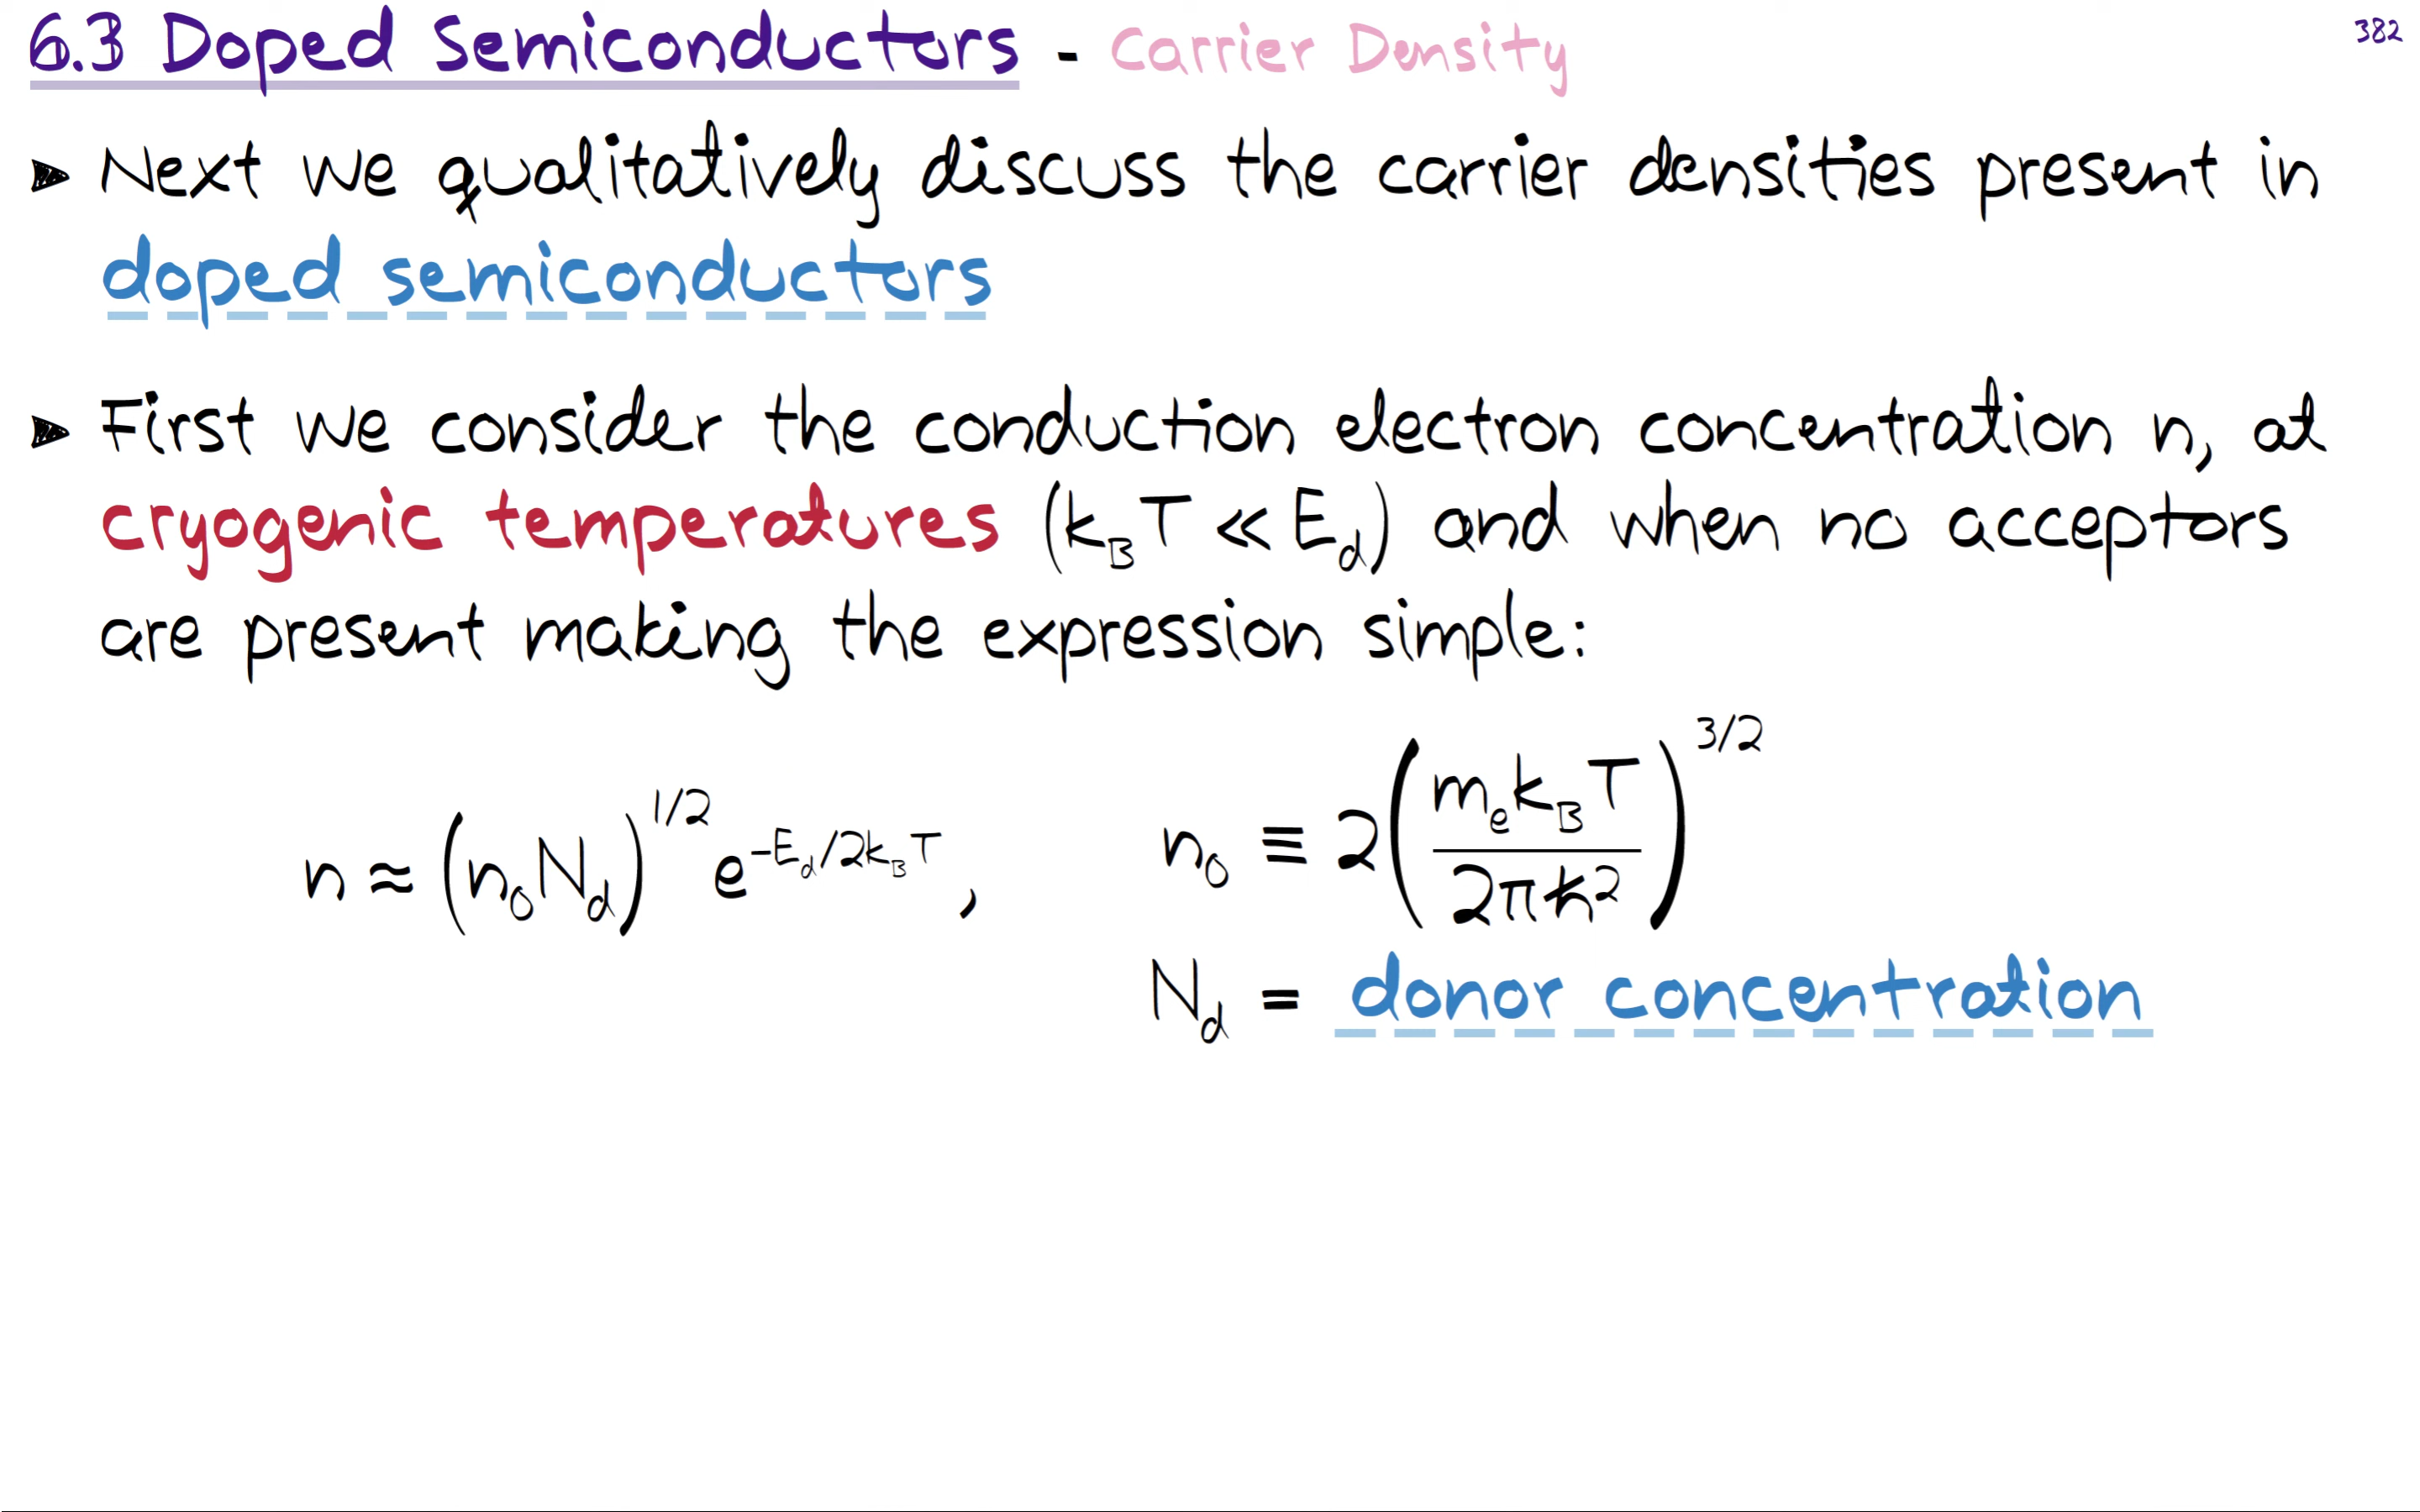 6.3 Doped Semiconductors - Carrier Density
382
▶ Next we qualitatively discuss the carrier densities present in
doped semiconductors
▶ First we consider the conduction electron concentration n, at
cryogenic temperatures (k_B T ≪ E_d) and when no acceptors
are present making the expression simple:
n ≈ (n_0 N_d)^{1/2} e^{-E_d/2k_B T} , n_0 ≡ 2(m_e k_B T / 2πℏ^2)^{3/2}
N_d = donor concentration